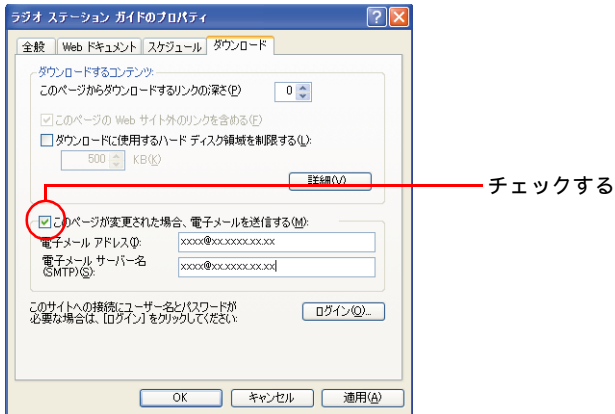 ラジオ ステーション ガイドのプロパティ
全般 Web ドキュメント スケジュール ダウンロード
ダウンロードするコンテンツ:
このページからダウンロードするリンクの深さ(P) 0
このページの Web サイト外のリンクを含める(F)
ダウンロードに使用するハード ディスク領域を制限する(L):
500 KB(K)
詳細(V)...
チェックする
このページが変更された場合、電子メールを送信する(M):
電子メール アドレス(I): xxxx@xx.xxxx.xx.xx
電子メール サーバー名 xxxx@xx.xxxx.xx.xx
(SMTP)(S):
このサイトへの接続にユーザー名とパスワードが
必要な場合は、[ログイン] をクリックしてください:
ログイン(O)...
OK キャンセル 適用(A)